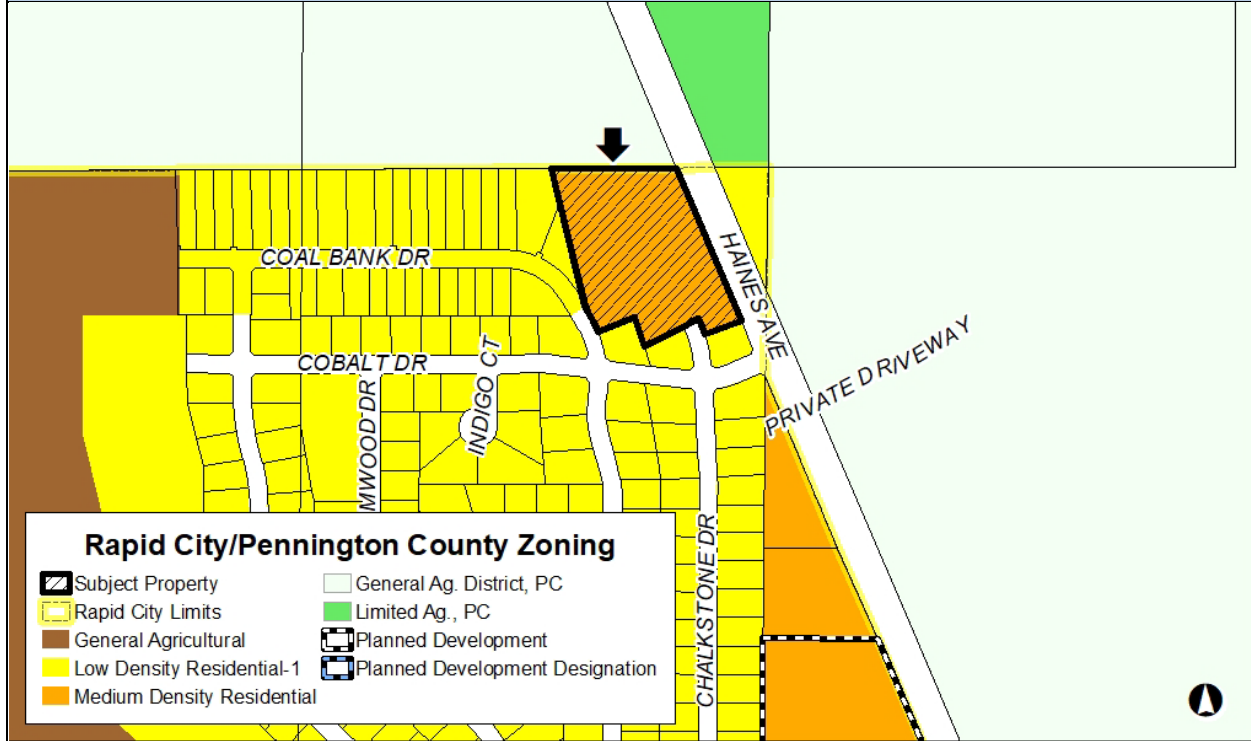 HAINES AVE
COAL BANK DR
COBALT DR
INDIGO CT
MWOOD DR
PRIVATE DRIVEWAY
CHALKSTONE DR
Rapid City/Pennington County Zoning
Subject Property
Rapid City Limits
General Agricultural
Low Density Residential-1
Medium Density Residential
General Ag. District, PC
Limited Ag., PC
Planned Development
Planned Development Designation